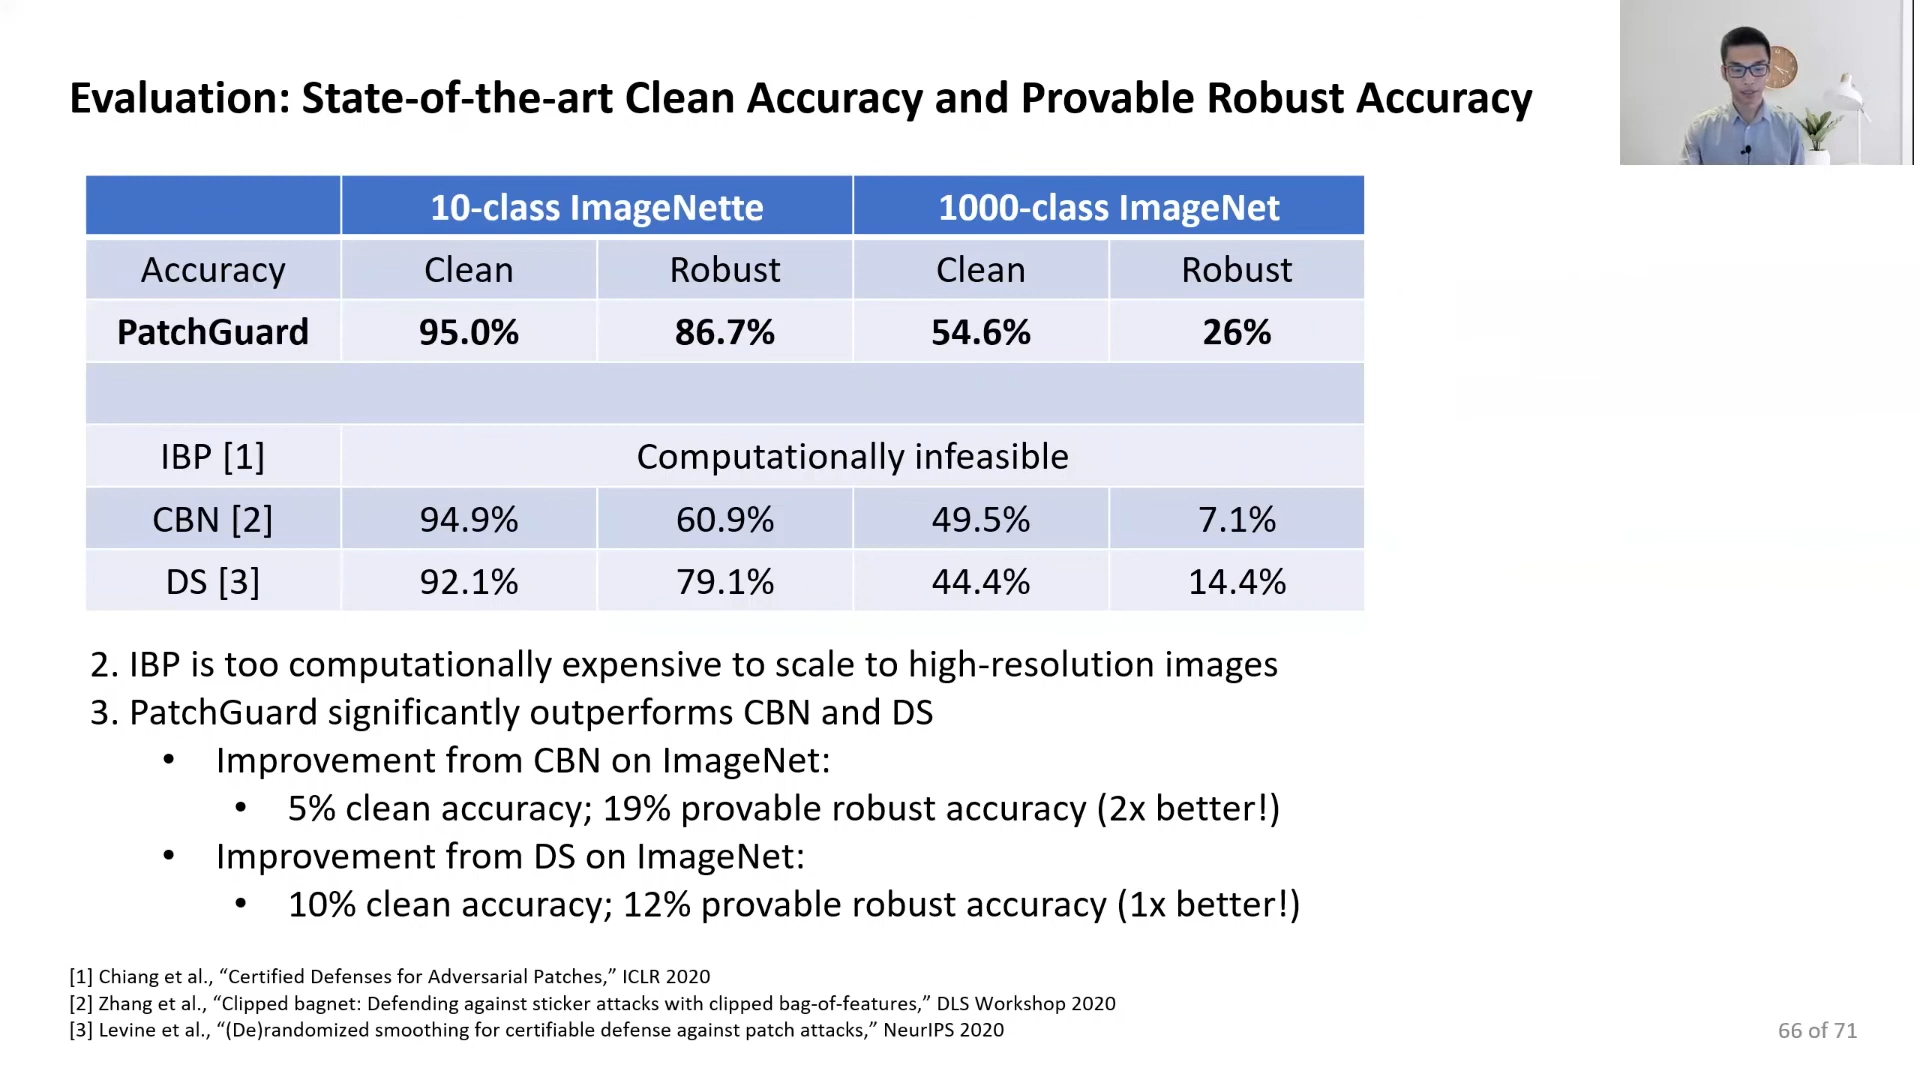 Evaluation: State-of-the-art Clean Accuracy and Provable Robust Accuracy
10-class ImageNette 1000-class ImageNet
Accuracy Clean Robust Clean Robust
PatchGuard 95.0% 86.7% 54.6% 26%
IBP [1] Computationally infeasible
CBN [2] 94.9% 60.9% 49.5% 7.1%
DS [3] 92.1% 79.1% 44.4% 14.4%
2. IBP is too computationally expensive to scale to high-resolution images
3. PatchGuard significantly outperforms CBN and DS
• Improvement from CBN on ImageNet:
• 5% clean accuracy; 19% provable robust accuracy (2x better!)
• Improvement from DS on ImageNet:
• 10% clean accuracy; 12% provable robust accuracy (1x better!)
[1] Chiang et al., “Certified Defenses for Adversarial Patches,” ICLR 2020
[2] Zhang et al., “Clipped bagnet: Defending against sticker attacks with clipped bag-of-features,” DLS Workshop 2020
[3] Levine et al., “(De)randomized smoothing for certifiable defense against patch attacks,” NeurIPS 2020
66 of 71